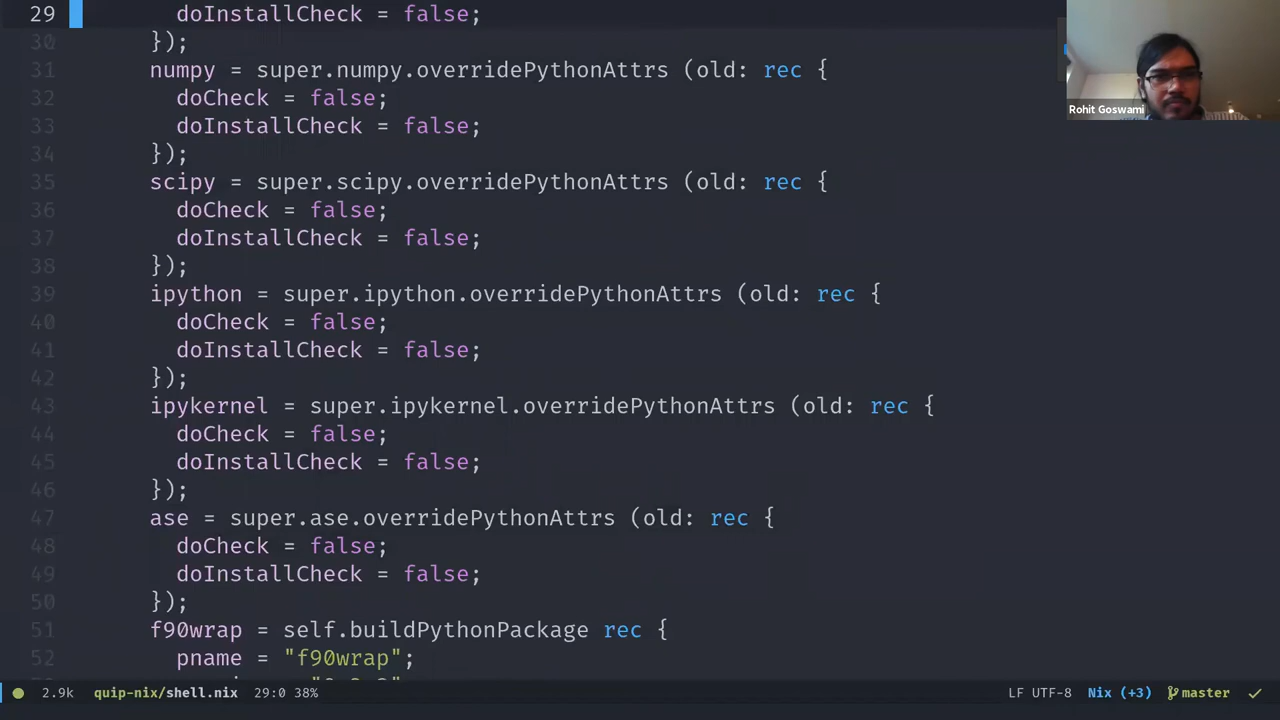 29 doInstallCheck = false;
30 });
31 numpy = super.numpy.overridePythonAttrs (old: rec {
32 doCheck = false;
33 doInstallCheck = false;
34 });
35 scipy = super.scipy.overridePythonAttrs (old: rec {
36 doCheck = false;
37 doInstallCheck = false;
38 });
39 ipython = super.ipython.overridePythonAttrs (old: rec {
40 doCheck = false;
41 doInstallCheck = false;
42 });
43 ipykernel = super.ipykernel.overridePythonAttrs (old: rec {
44 doCheck = false;
45 doInstallCheck = false;
46 });
47 ase = super.ase.overridePythonAttrs (old: rec {
48 doCheck = false;
49 doInstallCheck = false;
50 });
51 f90wrap = self.buildPythonPackage rec {
52 pname = "f90wrap";
Rohit Goswami
2.9k quip-nix/shell.nix 29:0 38% LF UTF-8 Nix (+3) master